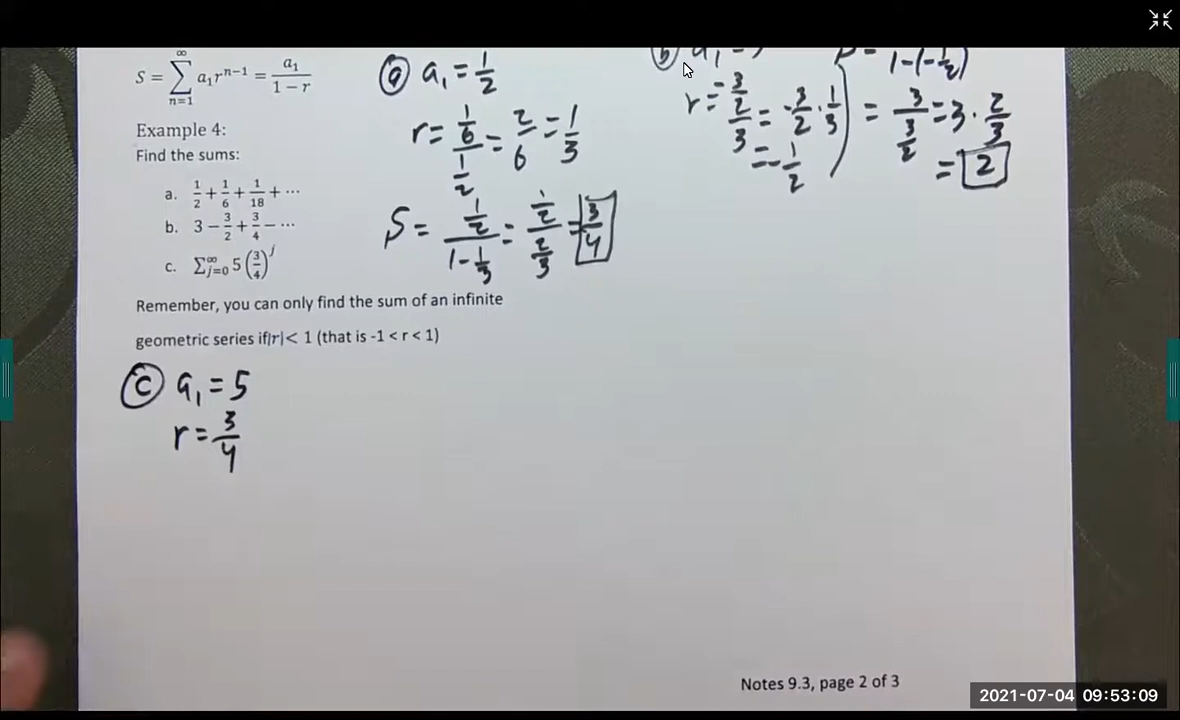 S = ∑_{n=1}^{∞} a₁rⁿ⁻¹ = a₁/(1 − r)
Example 4:
Find the sums:
a. 1/2 + 1/6 + 1/18 + ⋯
b. 3 − 3/2 + 3/4 − ⋯
c. ∑_{j=0}^{∞} 5(3/4)^j
Remember, you can only find the sum of an infinite
geometric series if|r|< 1 (that is -1 < r < 1)
ⓐ a₁ = 1/2
r = (1/6)/(1/2) = 2/6 = 1/3
S = (1/2)/(1 - 1/3) = (1/2)/(2/3) = 3/4
ⓑ a₁ =
r = (-3/2)/3 = -3/2 · 1/3
= -1/2
1-(-1/2)
= 3/(3/2) = 3 · 2/3
= 2
ⓒ a₁ = 5
r = 3/4
Notes 9.3, page 2 of 3
2021-07-04 09:53:09